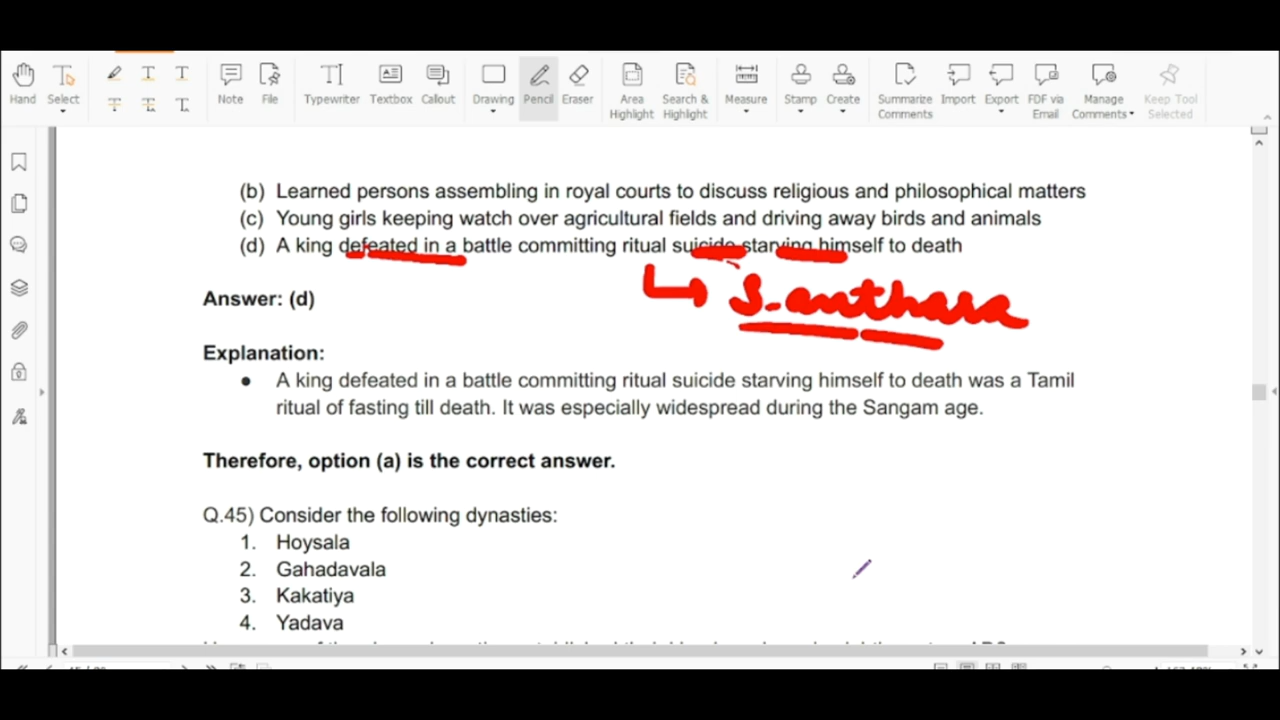 Hand
Select
Note
File
Typewriter
Textbox
Callout
Drawing
Pencil
Eraser
Area
Highlight
Search &
Highlight
Measure
Stamp
Create
Summarize
Comments
Import
Export
FDF via
Email
Manage
Comments
Keep Tool
Selected
(b) Learned persons assembling in royal courts to discuss religious and philosophical matters
(c) Young girls keeping watch over agricultural fields and driving away birds and animals
(d) A king defeated in a battle committing ritual suicide starving himself to death
Santhara
Answer: (d)
Explanation:
● A king defeated in a battle committing ritual suicide starving himself to death was a Tamil
ritual of fasting till death. It was especially widespread during the Sangam age.
Therefore, option (a) is the correct answer.
Q.45) Consider the following dynasties:
1. Hoysala
2. Gahadavala
3. Kakatiya
4. Yadava